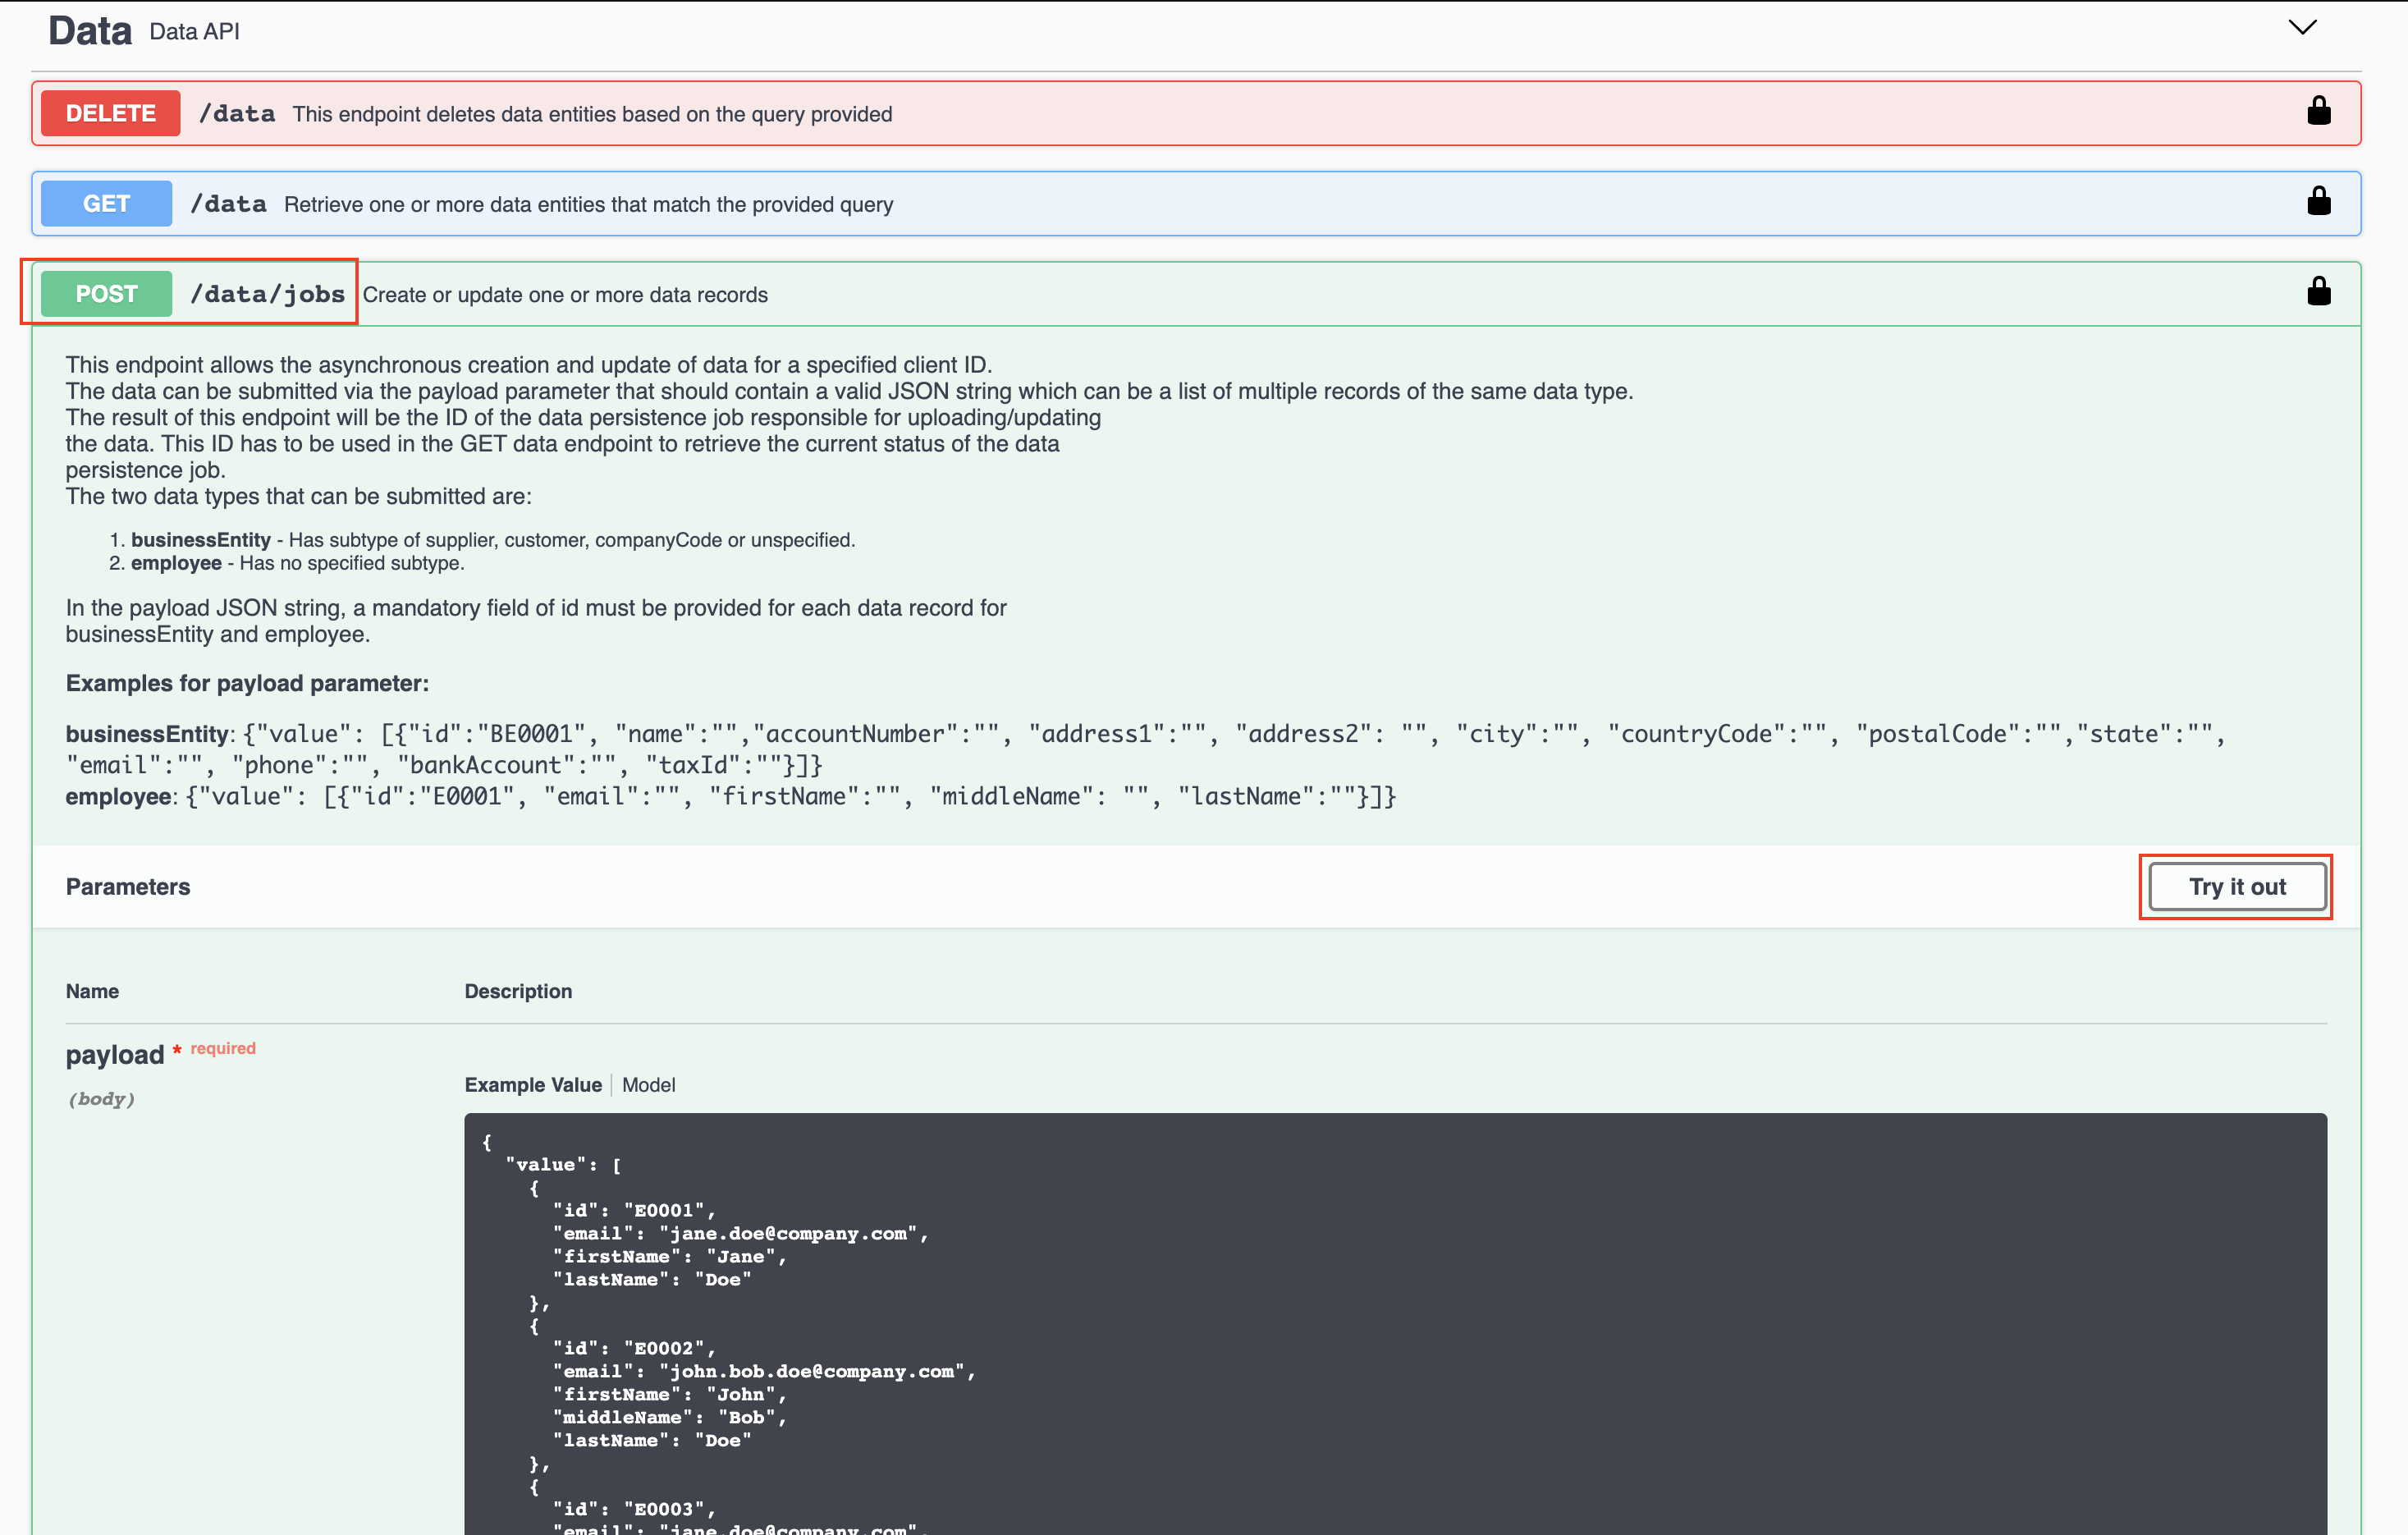 Data Data API
DELETE /data This endpoint deletes data entities based on the query provided
GET /data Retrieve one or more data entities that match the provided query
POST /data/jobs Create or update one or more data records
This endpoint allows the asynchronous creation and update of data for a specified client ID.
The data can be submitted via the payload parameter that should contain a valid JSON string which can be a list of multiple records of the same data type.
The result of this endpoint will be the ID of the data persistence job responsible for uploading/updating
the data. This ID has to be used in the GET data endpoint to retrieve the current status of the data
persistence job.
The two data types that can be submitted are:
1. businessEntity - Has subtype of supplier, customer, companyCode or unspecified.
2. employee - Has no specified subtype.
In the payload JSON string, a mandatory field of id must be provided for each data record for
businessEntity and employee.
Examples for payload parameter:
businessEntity: {"value": [{"id":"BE0001", "name":"","accountNumber":"", "address1":"", "address2": "", "city":"", "countryCode":"", "postalCode":"","state":"",
"email":"", "phone":"", "bankAccount":"", "taxId":""}]}
employee: {"value": [{"id":"E0001", "email":"", "firstName":"", "middleName": "", "lastName":""}]}
Parameters Try it out
Name Description
payload * required
(body)
Example Value Model
{
"value": [
{
"id": "E0001",
"email": "jane.doe@company.com",
"firstName": "Jane",
"lastName": "Doe"
},
{
"id": "E0002",
"email": "john.bob.doe@company.com",
"firstName": "John",
"middleName": "Bob",
"lastName": "Doe"
},
{
"id": "E0003",
"email": "jane.doe@company.com",